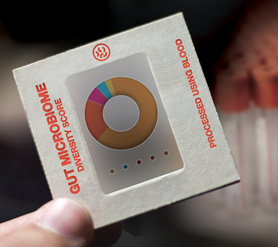 GUT MICROBIOME
DIVERSITY SCORE
PROCESSED USING BLOOD